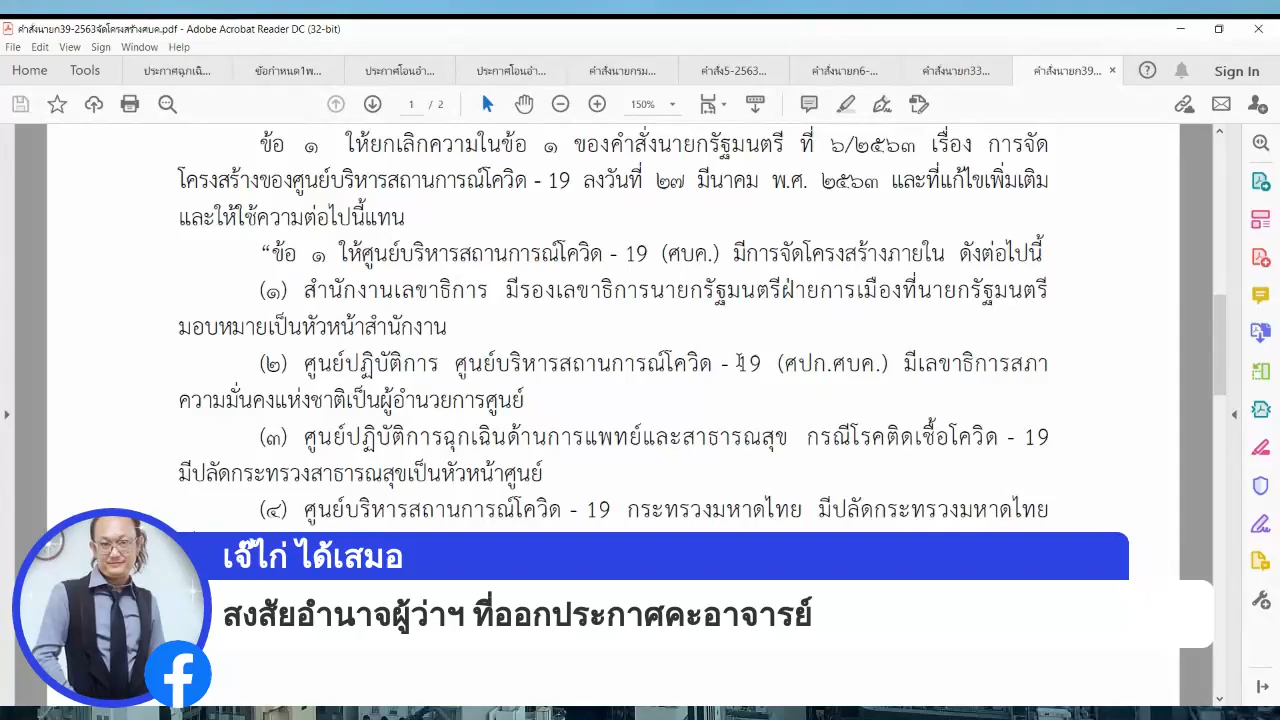 คำสั่งนายก39-2563จัดโครงสร้างศบค.pdf - Adobe Acrobat Reader DC (32-bit)
File Edit View Sign Window Help
Home Tools ประกาศฉุกเฉิ... ข้อกำหนด1พ... ประกาศโอนอำ... ประกาศโอนอำ... คำสั่งนายกรม... คำสั่ง5-2563... คำสั่งนายก6-... คำสั่งนายก33... คำสั่งนายก39... × Sign In
1 / 2 150%
ข้อ ๑ ให้ยกเลิกความในข้อ ๑ ของคำสั่งนายกรัฐมนตรี ที่ ๖/๒๕๖๓ เรื่อง การจัด
โครงสร้างของศูนย์บริหารสถานการณ์โควิด - 19 ลงวันที่ ๒๗ มีนาคม พ.ศ. ๒๕๖๓ และที่แก้ไขเพิ่มเติม
และให้ใช้ความต่อไปนี้แทน
“ข้อ ๑ ให้ศูนย์บริหารสถานการณ์โควิด - 19 (ศบค.) มีการจัดโครงสร้างภายใน ดังต่อไปนี้
(๑) สำนักงานเลขาธิการ มีรองเลขาธิการนายกรัฐมนตรีฝ่ายการเมืองที่นายกรัฐมนตรี
มอบหมายเป็นหัวหน้าสำนักงาน
(๒) ศูนย์ปฏิบัติการ ศูนย์บริหารสถานการณ์โควิด - 19 (ศปก.ศบค.) มีเลขาธิการสภา
ความมั่นคงแห่งชาติเป็นผู้อำนวยการศูนย์
(๓) ศูนย์ปฏิบัติการฉุกเฉินด้านการแพทย์และสาธารณสุข กรณีโรคติดเชื้อโควิด - 19
มีปลัดกระทรวงสาธารณสุขเป็นหัวหน้าศูนย์
(๔) ศูนย์บริหารสถานการณ์โควิด - 19 กระทรวงมหาดไทย มีปลัดกระทรวงมหาดไทย
เจ๊ไก่ ได้เสมอ
สงสัยอำนาจผู้ว่าฯ ที่ออกประกาศคะอาจารย์